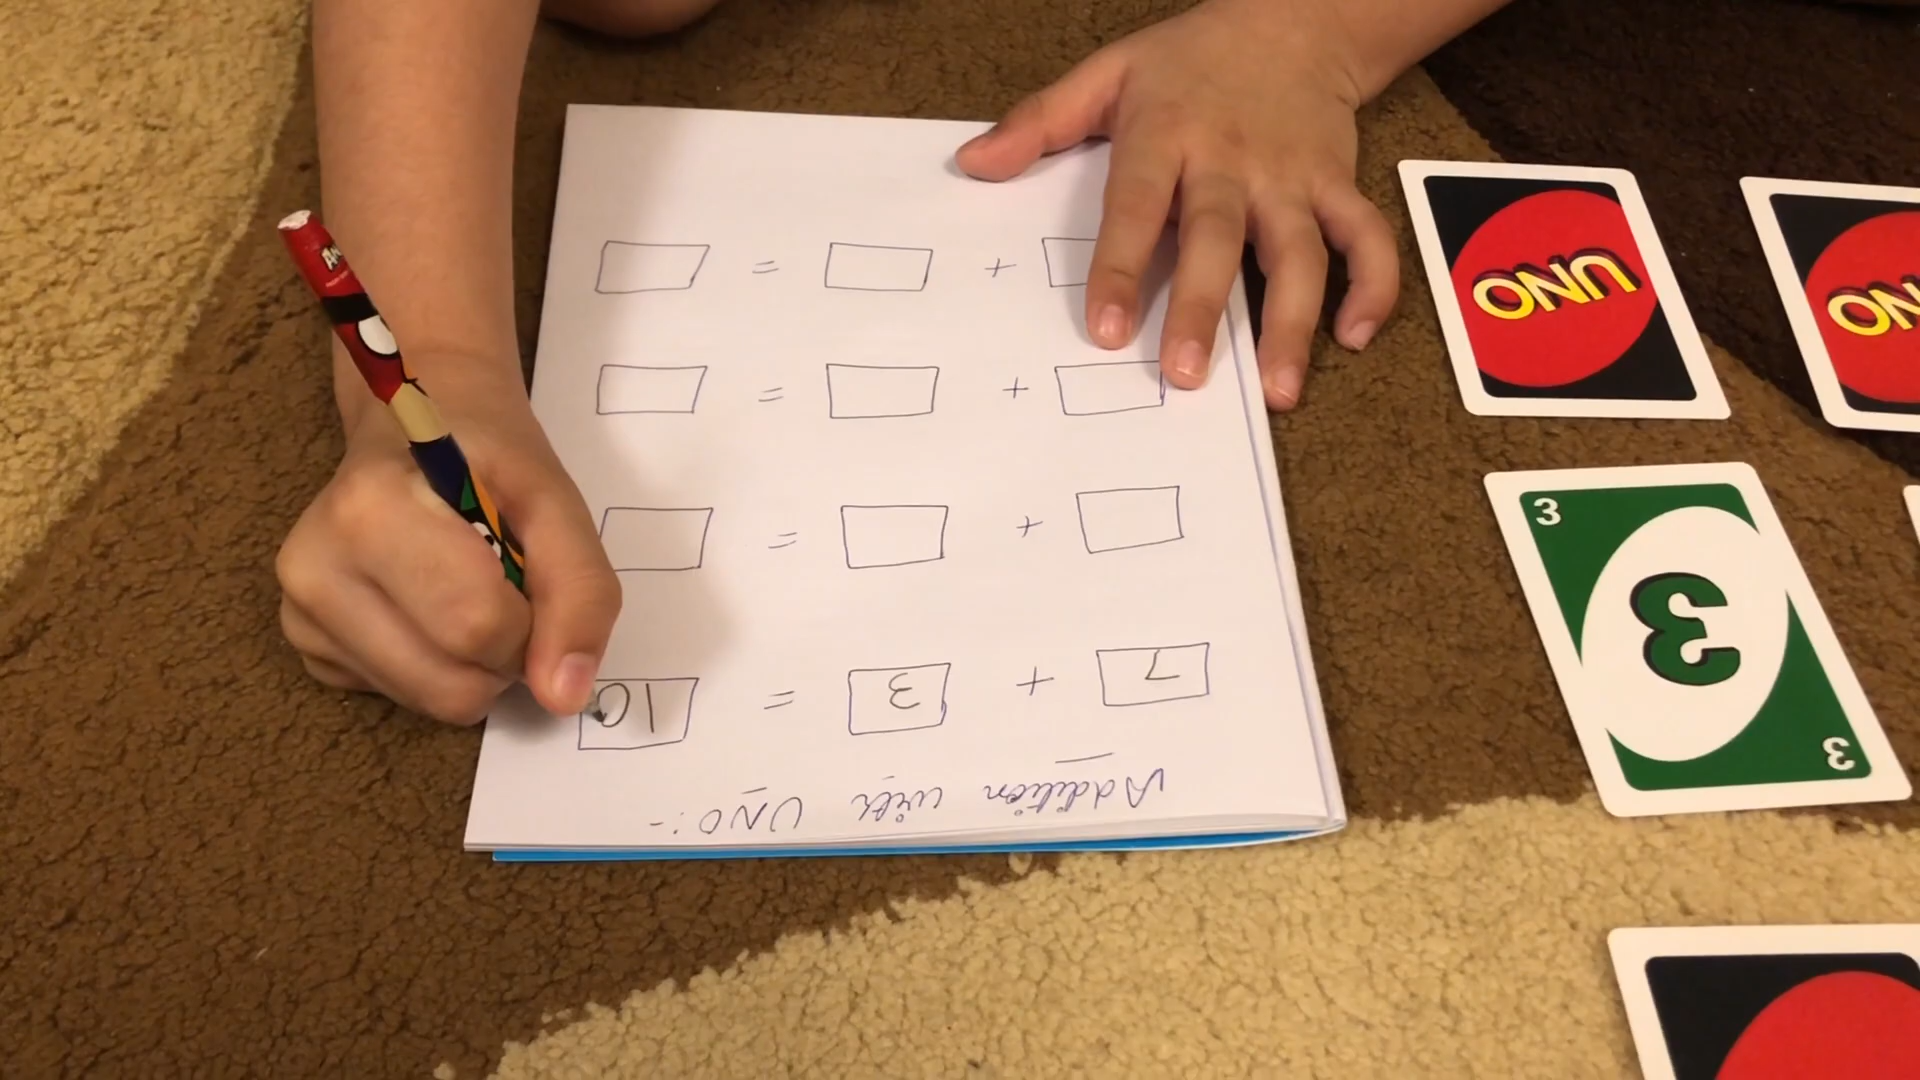 Addition with UNO:-
7 + 3 = 10
+ =
+ =
+ =
UNO
UNO
3
3
3